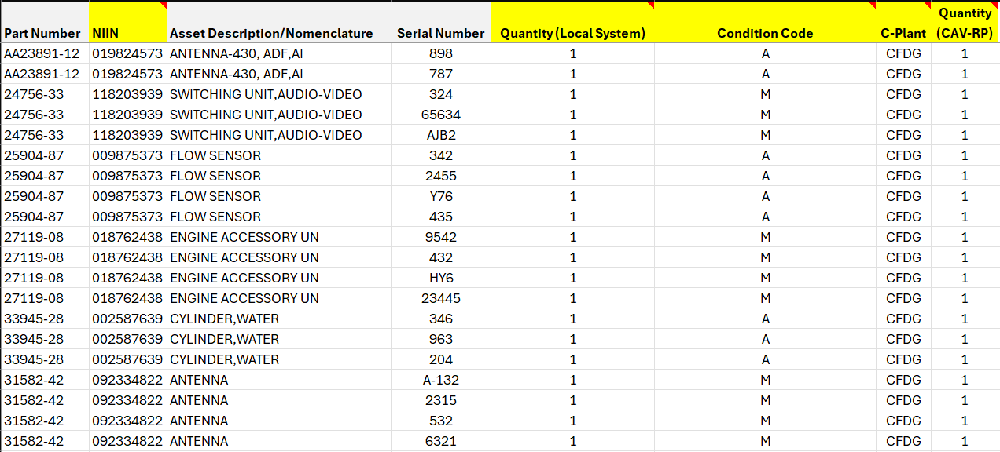 Quantity
Part Number NIIN Asset Description/Nomenclature Serial Number Quantity (Local System) Condition Code C-Plant (CAV-RP)
AA23891-12 019824573 ANTENNA-430, ADF,AI 898 1 A CFDG 1
AA23891-12 019824573 ANTENNA-430, ADF,AI 787 1 A CFDG 1
24756-33 118203939 SWITCHING UNIT,AUDIO-VIDEO 324 1 M CFDG 1
24756-33 118203939 SWITCHING UNIT,AUDIO-VIDEO 65634 1 M CFDG 1
24756-33 118203939 SWITCHING UNIT,AUDIO-VIDEO AJB2 1 M CFDG 1
25904-87 009875373 FLOW SENSOR 342 1 A CFDG 1
25904-87 009875373 FLOW SENSOR 2455 1 A CFDG 1
25904-87 009875373 FLOW SENSOR Y76 1 A CFDG 1
25904-87 009875373 FLOW SENSOR 435 1 A CFDG 1
27119-08 018762438 ENGINE ACCESSORY UN 9542 1 M CFDG 1
27119-08 018762438 ENGINE ACCESSORY UN 432 1 M CFDG 1
27119-08 018762438 ENGINE ACCESSORY UN HY6 1 M CFDG 1
27119-08 018762438 ENGINE ACCESSORY UN 23445 1 M CFDG 1
33945-28 002587639 CYLINDER,WATER 346 1 A CFDG 1
33945-28 002587639 CYLINDER,WATER 963 1 A CFDG 1
33945-28 002587639 CYLINDER,WATER 204 1 A CFDG 1
31582-42 092334822 ANTENNA A-132 1 M CFDG 1
31582-42 092334822 ANTENNA 2315 1 M CFDG 1
31582-42 092334822 ANTENNA 532 1 M CFDG 1
31582-42 092334822 ANTENNA 6321 1 M CFDG 1